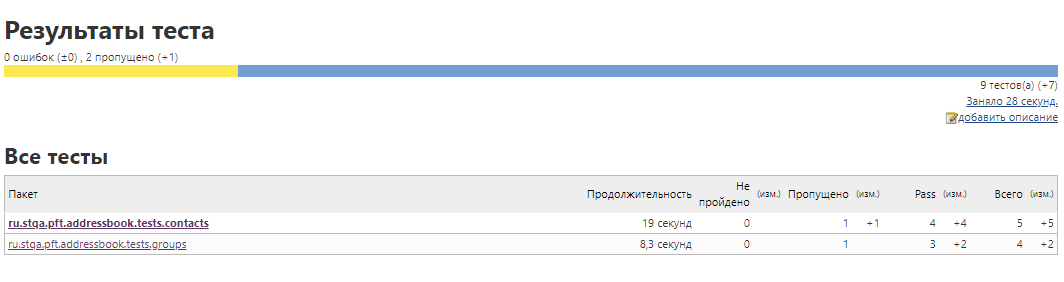 Результаты теста
0 ошибок (±0) , 2 пропущено (+1)
9 тестов(а) (+7)
Заняло 28 секунд.
добавить описание
Все тесты
Пакет Продолжительность Не пройдено (изм.) Пропущено (изм.) Pass (изм.) Всего (изм.)
ru.stqa.pft.addressbook.tests.contacts 19 секунд 0 1 +1 4 +4 5 +5
ru.stqa.pft.addressbook.tests.groups 8,3 секунд 0 1 3 +2 4 +2